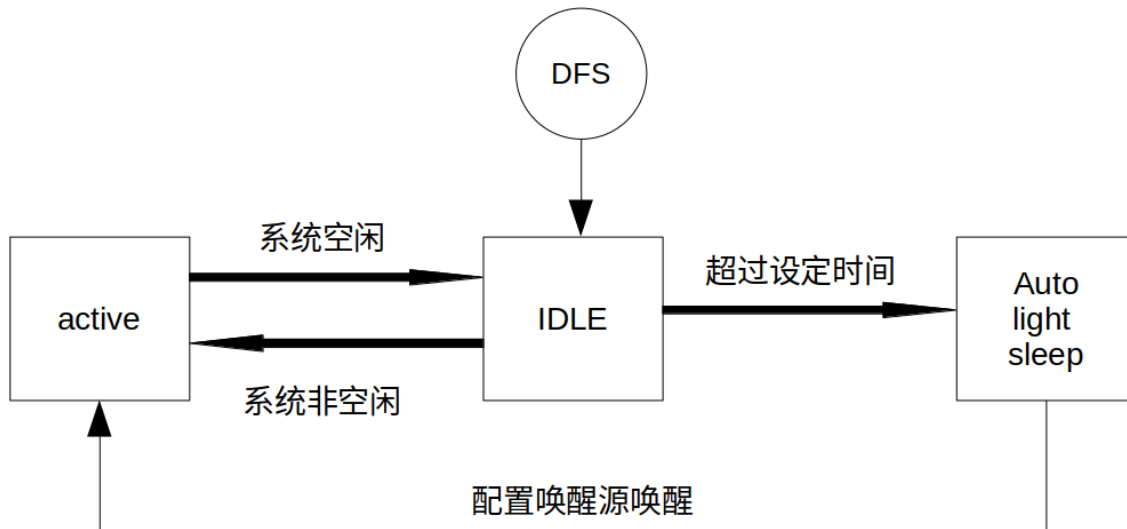 DFS
系统空闲
超过设定时间
active
IDLE
Auto
light
sleep
系统非空闲
配置唤醒源唤醒